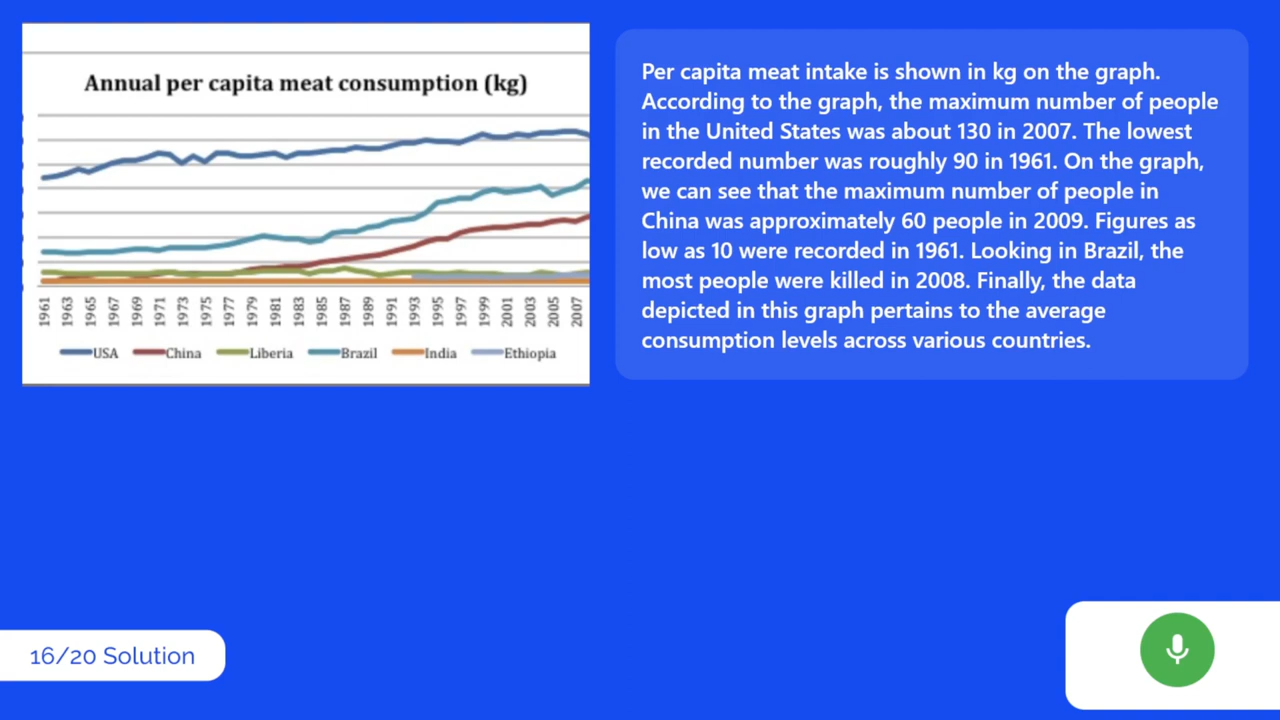 Annual per capita meat consumption (kg)
1961 1963 1965 1967 1969 1971 1973 1975 1977 1979 1981 1983 1985 1987 1989 1991 1993 1995 1997 1999 2001 2003 2005 2007
USA China Liberia Brazil India Ethiopia
Per capita meat intake is shown in kg on the graph.
According to the graph, the maximum number of people
in the United States was about 130 in 2007. The lowest
recorded number was roughly 90 in 1961. On the graph,
we can see that the maximum number of people in
China was approximately 60 people in 2009. Figures as
low as 10 were recorded in 1961. Looking in Brazil, the
most people were killed in 2008. Finally, the data
depicted in this graph pertains to the average
consumption levels across various countries.
16/20 Solution